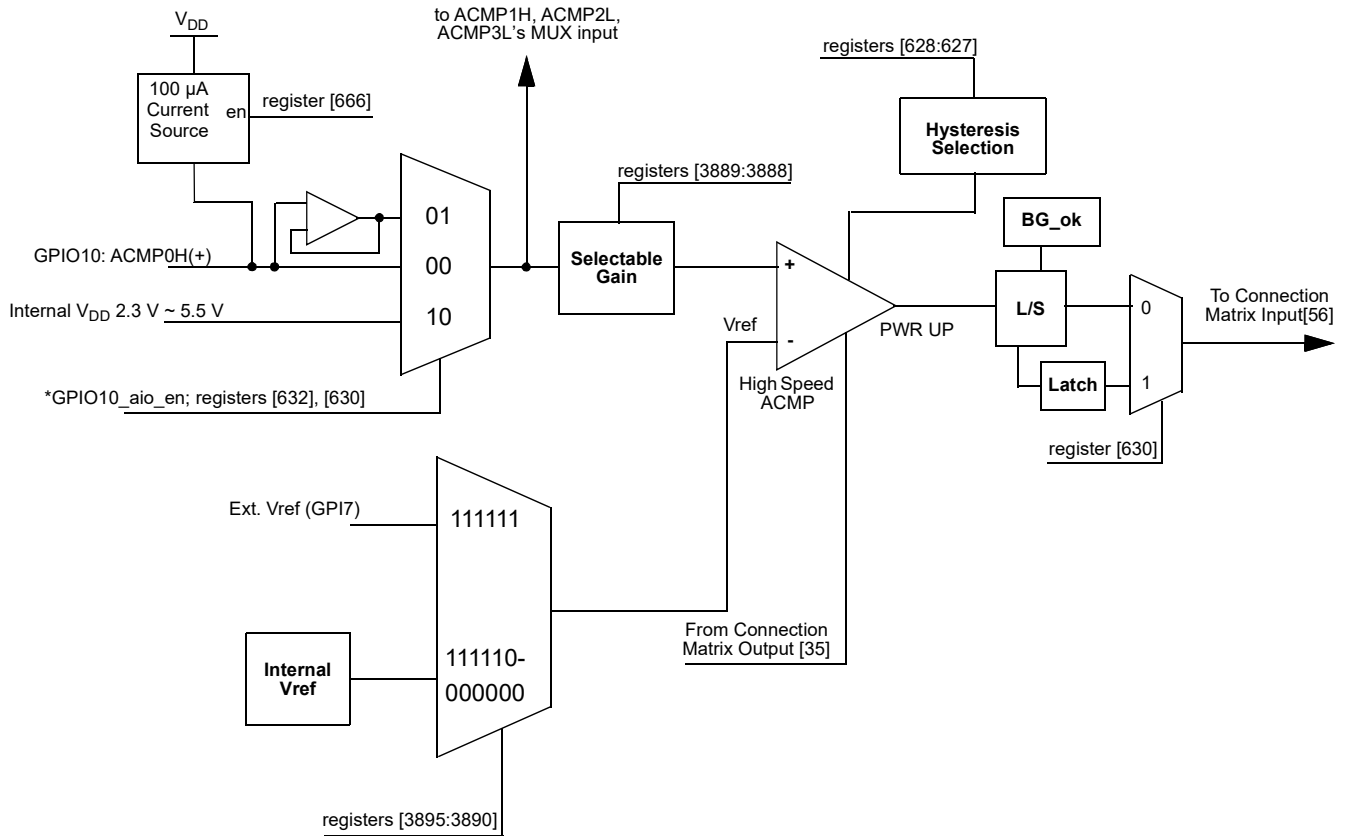 to ACMP1H, ACMP2L,
ACMP3L's MUX input
VDD
registers [628:627]
100 µA
Current
Source
en
register [666]
Hysteresis
Selection
registers [3889:3888]
01
BG_ok
Selectable
Gain
+
GPIO10: ACMP0H(+)
00
To Connection
Matrix Input[56]
Internal VDD 2.3 V ~ 5.5 V
10
L/S
0
Vref
PWR UP
-
High Speed
ACMP
Latch
1
*GPIO10_aio_en; registers [632], [630]
register [630]
Ext. Vref (GPI7)
111111
From Connection
Matrix Output [35]
Internal
Vref
111110-
000000
registers [3895:3890]